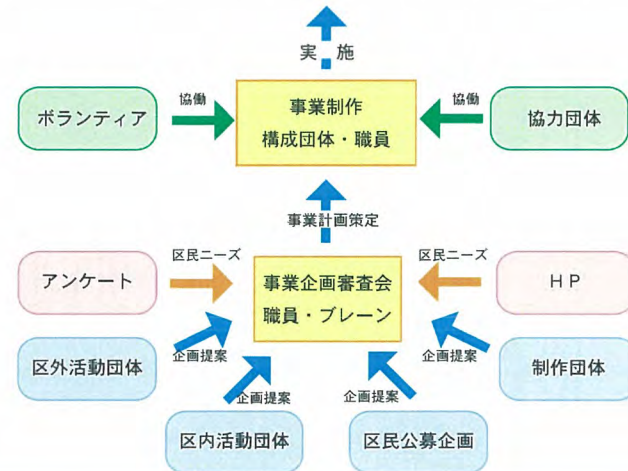 実 施
協働
協働
ボランティア
事業制作
構成団体・職員
協力団体
事業計画策定
区民ニーズ
区民ニーズ
アンケート
事業企画審査会
職員・ブレーン
HP
区外活動団体
企画提案
企画提案
制作団体
企画提案
企画提案
区内活動団体
区民公募企画